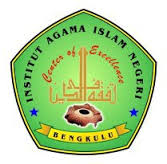 INSTITUT AGAMA ISLAM NEGERI
Center of Excellence
BENGKULU